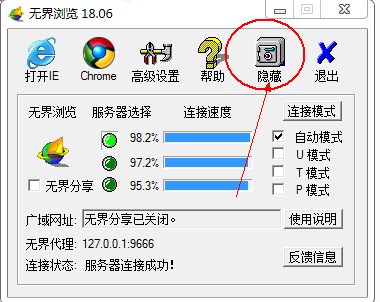 无界浏览 18.06
打开IE Chrome 高级设置 帮助 隐藏 退出
无界浏览 服务器选择 连接速度 连接模式
98.2% 自动模式
97.2% U 模式
T 模式
无界分享 95.3% P 模式
广域网址: 无界分享已关闭。 使用说明
无界代理: 127.0.0.1:9666
连接状态: 服务器连接成功! 反馈信息